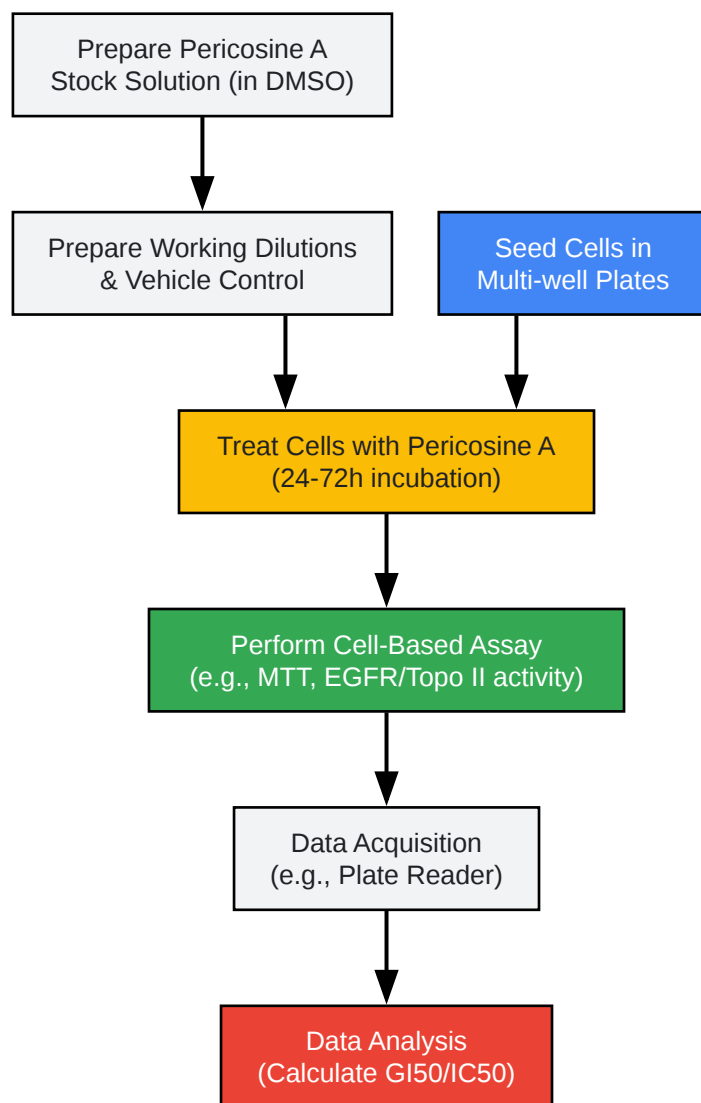 Prepare Pericosine A
Stock Solution (in DMSO)
Prepare Working Dilutions
& Vehicle Control
Seed Cells in
Multi-well Plates
Treat Cells with Pericosine A
(24-72h incubation)
Perform Cell-Based Assay
(e.g., MTT, EGFR/Topo II activity)
Data Acquisition
(e.g., Plate Reader)
Data Analysis
(Calculate GI50/IC50)